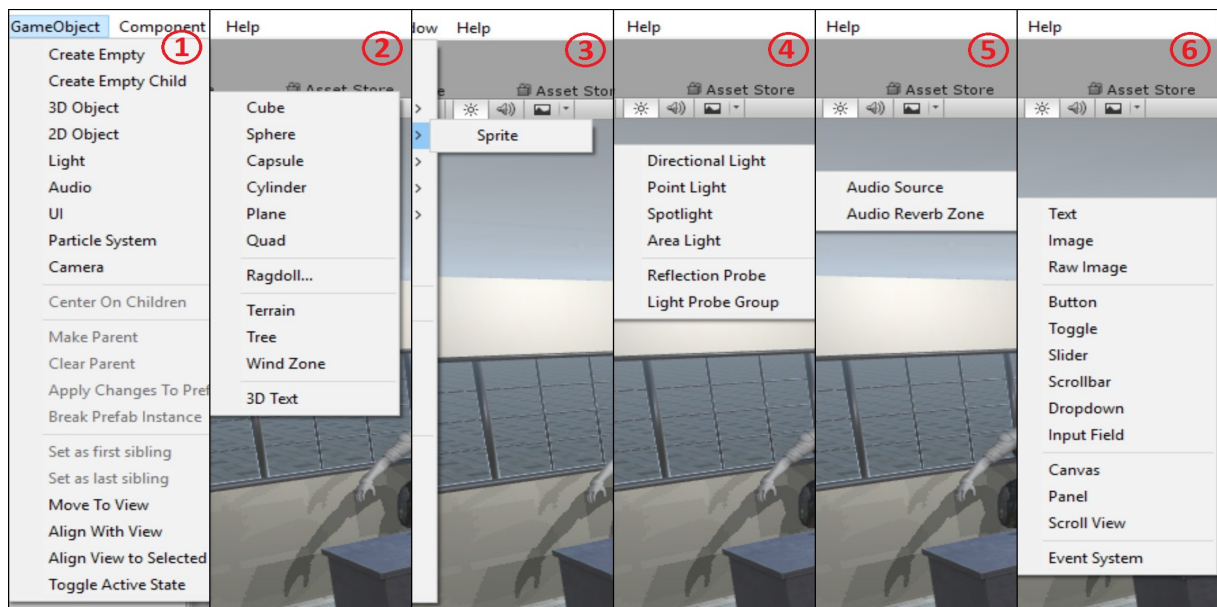 GameObject Component
1
Create Empty
Create Empty Child
3D Object
2D Object
Light
Audio
UI
Particle System
Camera
Center On Children
Make Parent
Clear Parent
Apply Changes To Pref
Break Prefab Instance
Set as first sibling
Set as last sibling
Move To View
Align With View
Align View to Selected
Toggle Active State
Help
2
Asset Store
Cube
Sphere
Capsule
Cylinder
Plane
Quad
Ragdoll...
Terrain
Tree
Wind Zone
3D Text
dow Help
3
Asset Stor
Sprite
Help
4
Asset Store
Directional Light
Point Light
Spotlight
Area Light
Reflection Probe
Light Probe Group
Help
5
Asset Store
Audio Source
Audio Reverb Zone
Help
6
Asset Store
Text
Image
Raw Image
Button
Toggle
Slider
Scrollbar
Dropdown
Input Field
Canvas
Panel
Scroll View
Event System